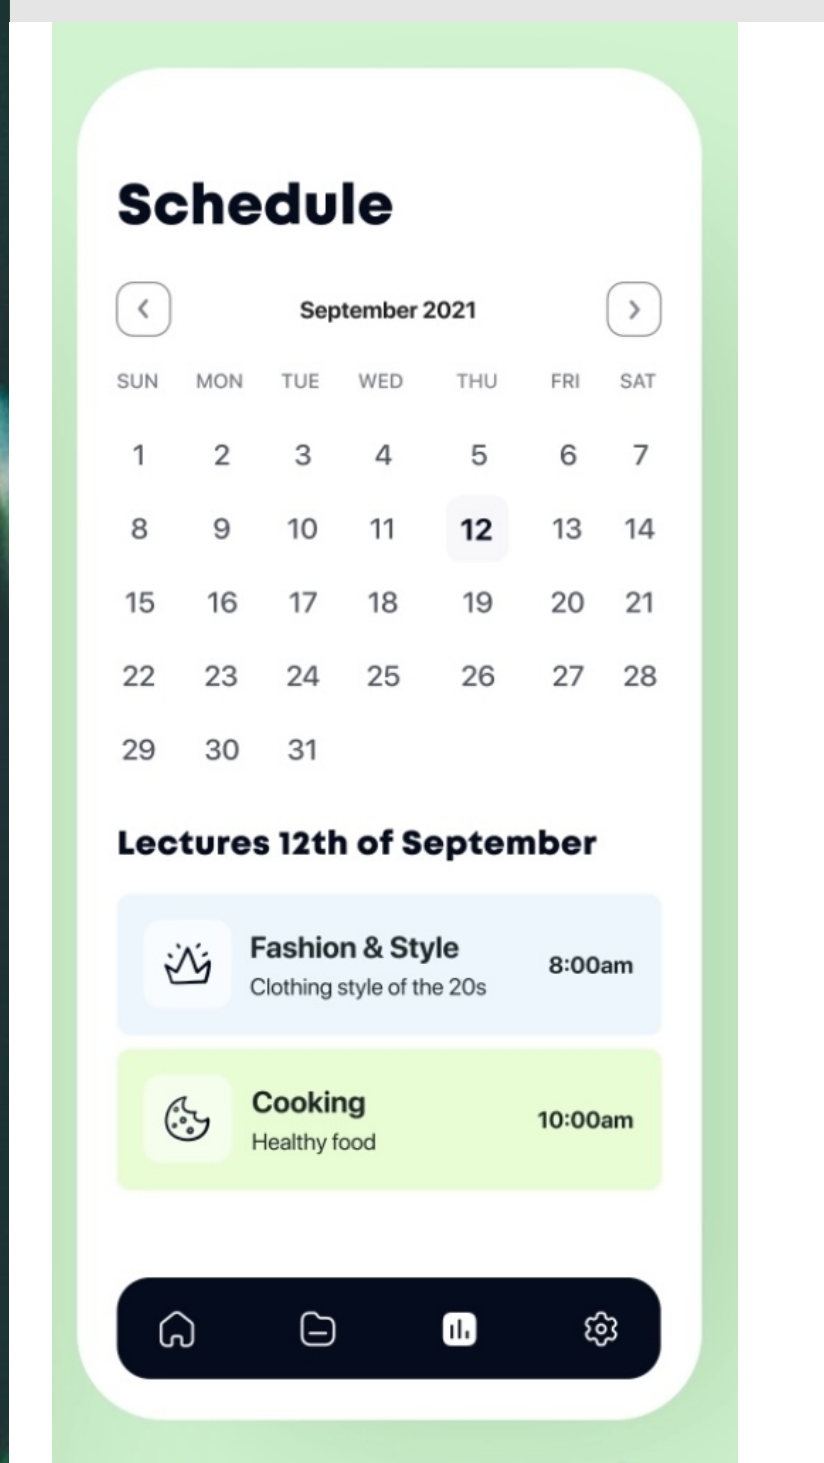 Schedule
September 2021
SUN MON TUE WED THU FRI SAT
1 2 3 4 5 6 7
8 9 10 11 12 13 14
15 16 17 18 19 20 21
22 23 24 25 26 27 28
29 30 31
Lectures 12th of September
Fashion & Style
Clothing style of the 20s
8:00am
Cooking
Healthy food
10:00am